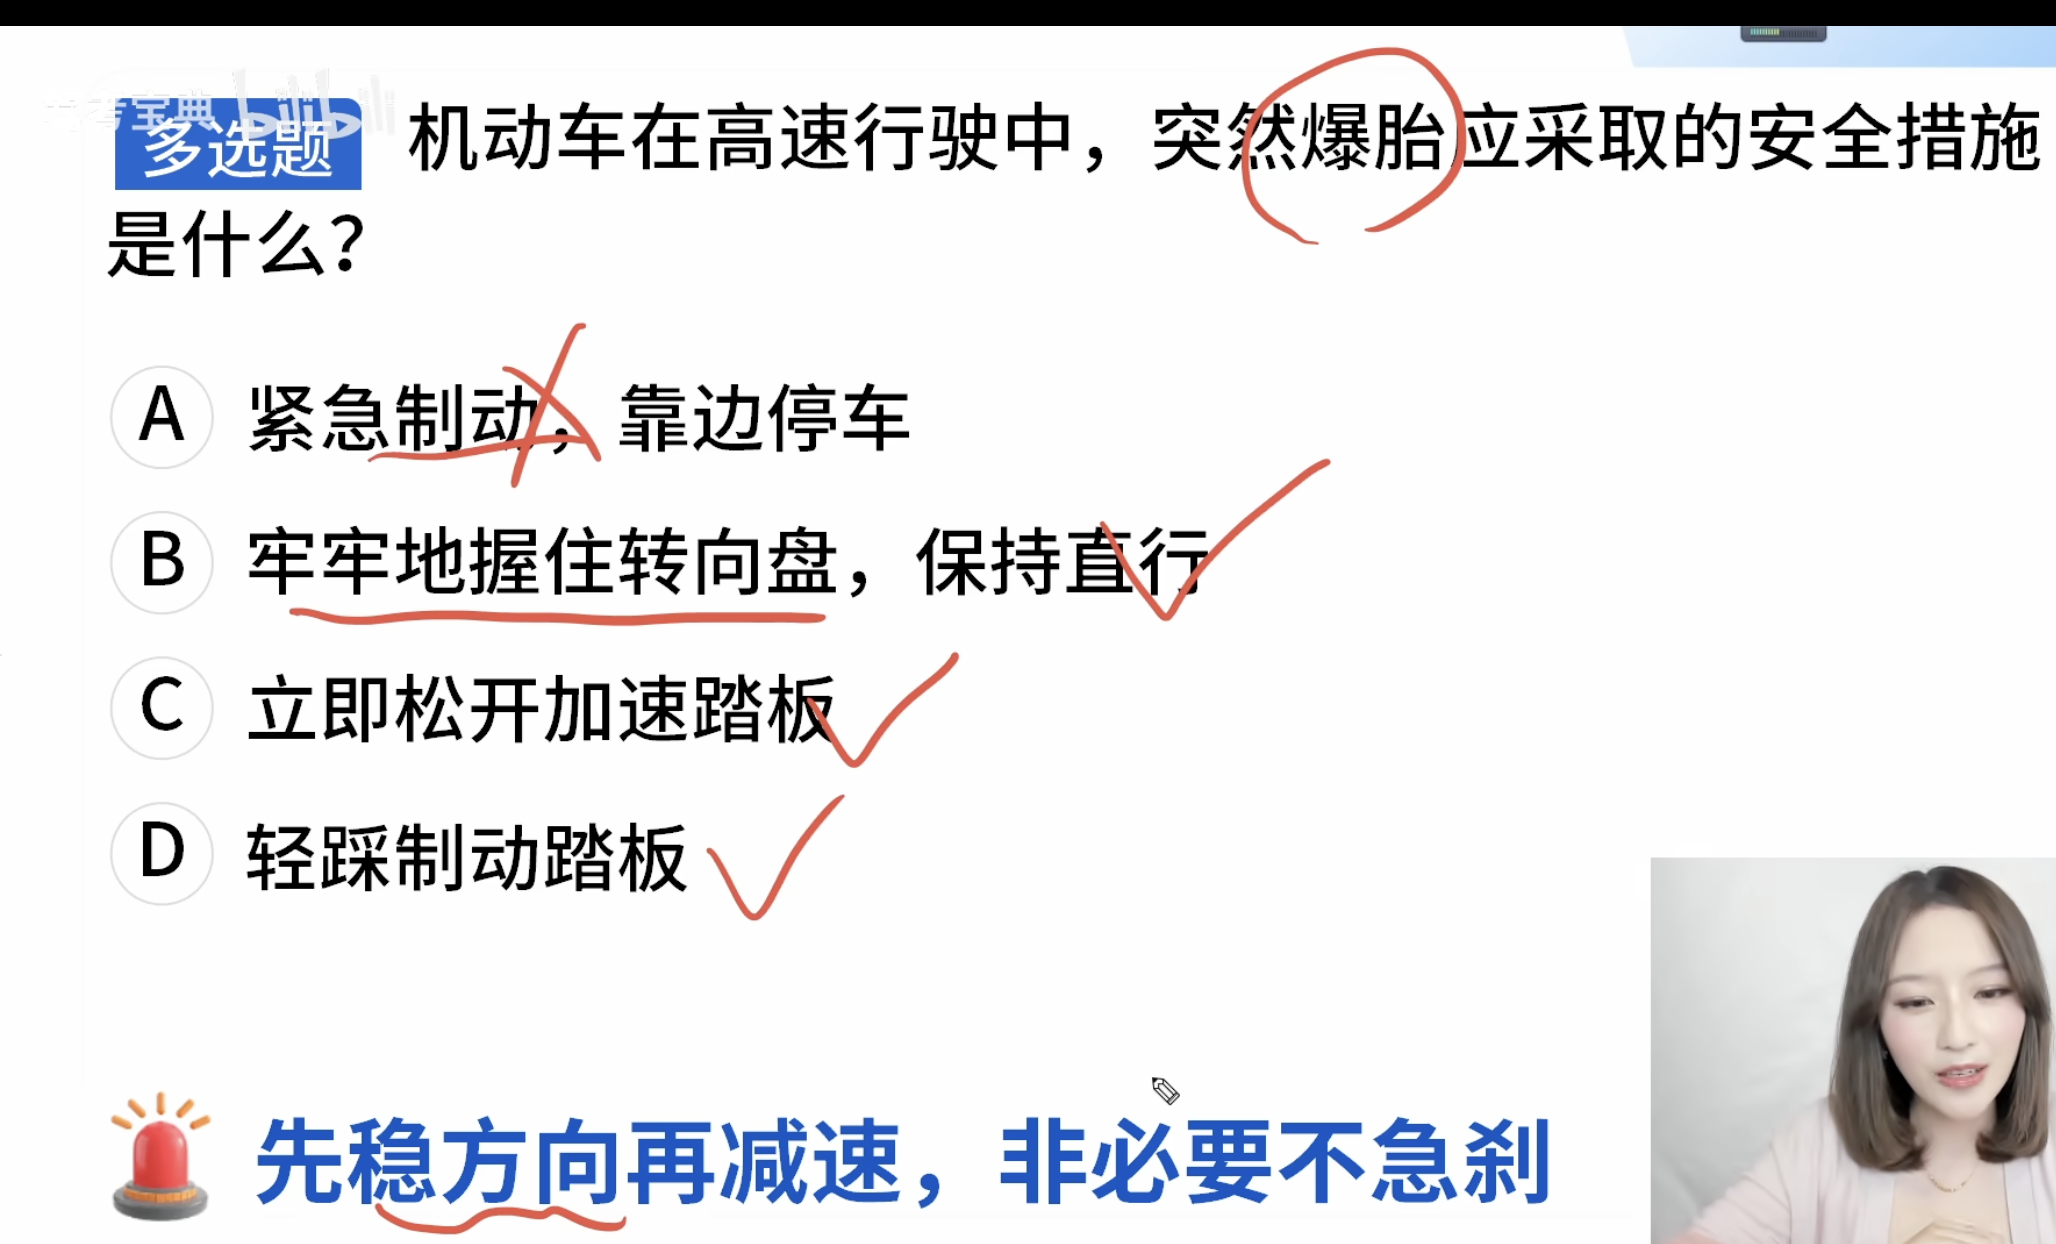 多选题 机动车在高速行驶中，突然爆胎应采取的安全措施
是什么？
A 紧急制动，靠边停车
B 牢牢地握住转向盘，保持直行
C 立即松开加速踏板
D 轻踩制动踏板
先稳方向再减速，非必要不急刹